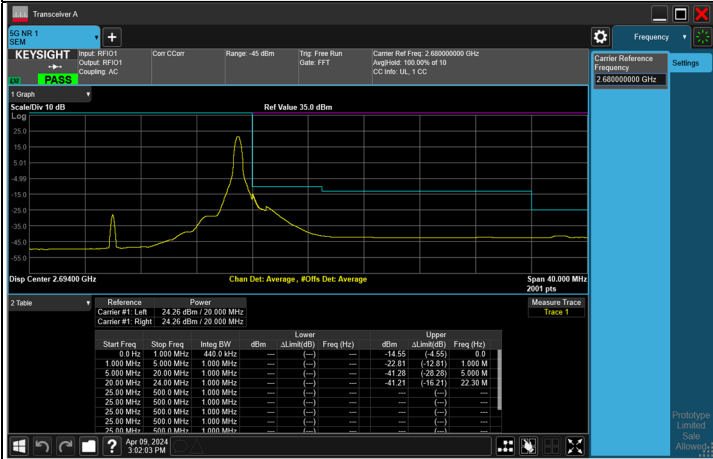 Transceiver A
5G NR 1
SEM
Frequency
KEYSIGHT
Input: RFIO1
Output: RFIO1
Coupling: AC
Corr CCorr
Range: -45 dBm
Trig: Free Run
Gate: FFT
Carrier Ref Freq: 2.680000000 GHz
Avg|Hold: 100.00% of 10
CC Info: UL, 1 CC
PASS
Carrier Reference
Frequency
2.680000000 GHz
Settings
1 Graph
Scale/Div 10 dB
Ref Value 35.0 dBm
Log
25.0
15.0
5.01
-4.99
-15.0
-25.0
-35.0
-45.0
-55.0
Disp Center 2.69400 GHz
Chan Det: Average , #Offs Det: Average
Span 40.000 MHz
2001 pts
2 Table
Reference Power
Carrier #1: Left 24.26 dBm / 20.000 MHz
Carrier #1: Right 24.26 dBm / 20.000 MHz
Measure Trace
Trace 1
Lower Upper
Start Freq Stop Freq Integ BW dBm ΔLimit(dB) Freq (Hz) dBm ΔLimit(dB) Freq (Hz)
0.0 Hz 1.000 MHz 440.0 kHz --- (---) --- -14.55 (-4.55) 0.0
1.000 MHz 5.000 MHz 1.000 MHz --- (---) --- -22.81 (-12.81) 1.000 M
5.000 MHz 20.00 MHz 1.000 MHz --- (---) --- -41.28 (-28.28) 5.000 M
20.00 MHz 24.00 MHz 1.000 MHz --- (---) --- -41.21 (-16.21) 22.30 M
25.00 MHz 500.0 MHz 1.000 MHz --- (---) --- --- (---) ---
25.00 MHz 500.0 MHz 1.000 MHz --- (---) --- --- (---) ---
25.00 MHz 500.0 MHz 1.000 MHz --- (---) --- --- (---) ---
25.00 MHz 500.0 MHz 1.000 MHz --- (---) --- --- (---) ---
Prototype
Limited
Sale
Allowed
?
Apr 09, 2024
3:02:03 PM